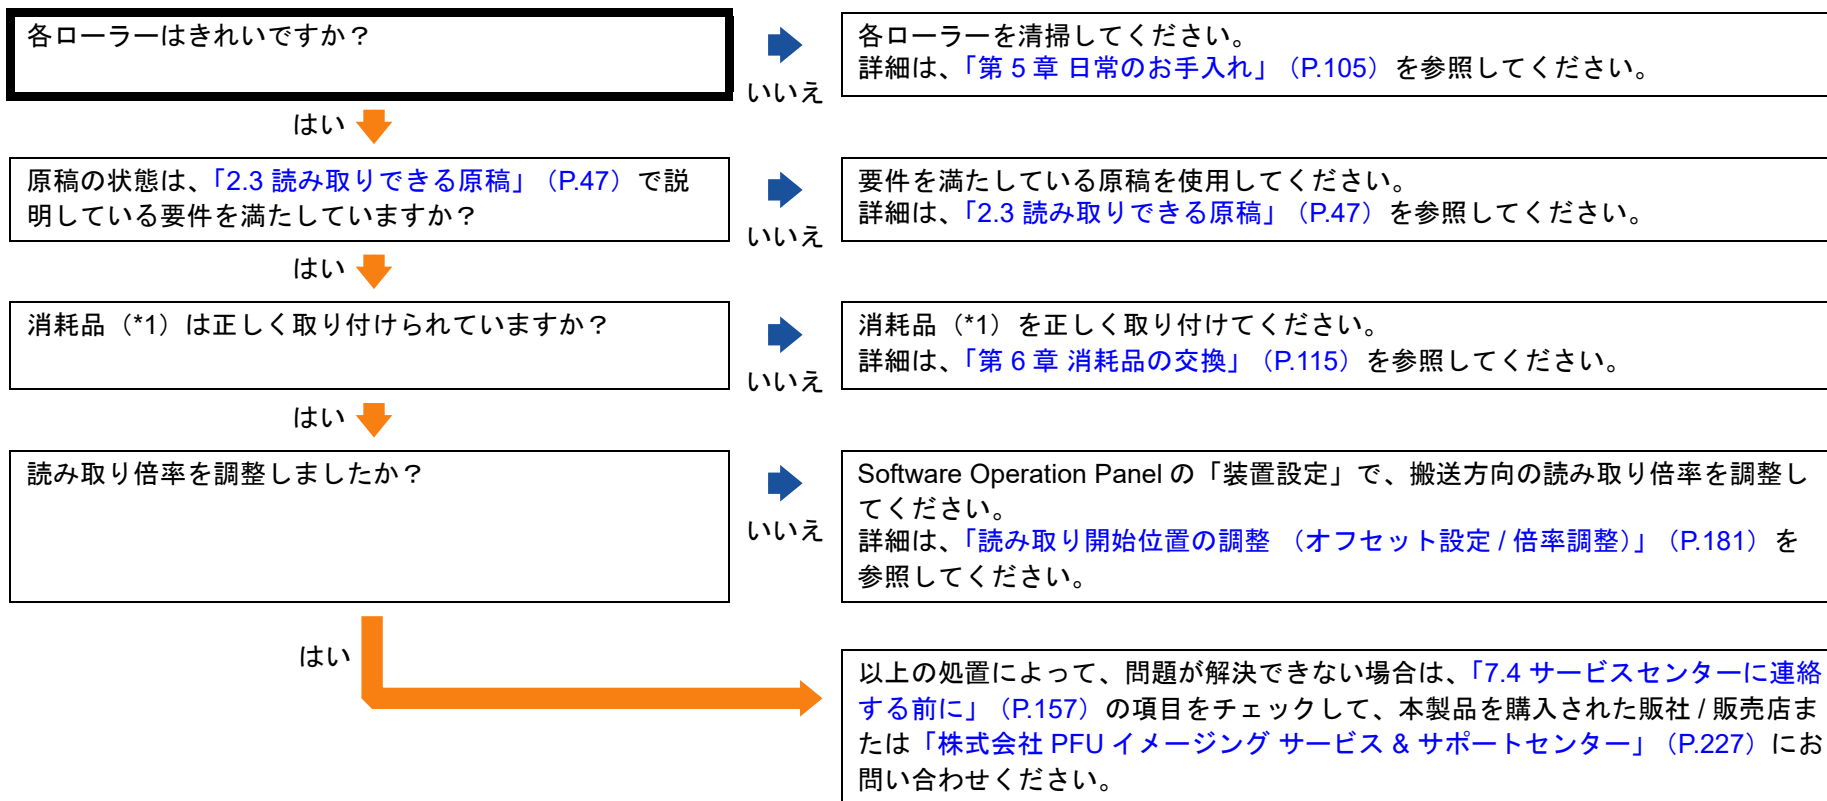 各ローラーはきれいですか？
各ローラーを清掃してください。
詳細は、「第 5 章 日常のお手入れ」（P.105）を参照してください。
いいえ
はい
原稿の状態は、「2.3 読み取りできる原稿」（P.47）で説
明している要件を満たしていますか？
要件を満たしている原稿を使用してください。
詳細は、「2.3 読み取りできる原稿」（P.47）を参照してください。
いいえ
はい
消耗品（*1）は正しく取り付けられていますか？
消耗品（*1）を正しく取り付けてください。
詳細は、「第 6 章 消耗品の交換」（P.115）を参照してください。
いいえ
はい
読み取り倍率を調整しましたか？
Software Operation Panel の「装置設定」で、搬送方向の読み取り倍率を調整し
てください。
詳細は、「読み取り開始位置の調整 （オフセット設定 / 倍率調整）」（P.181）を
参照してください。
いいえ
はい
以上の処置によって、問題が解決できない場合は、「7.4 サービスセンターに連絡
する前に」（P.157）の項目をチェックして、本製品を購入された販社 / 販売店ま
たは「株式会社 PFU イメージング サービス & サポートセンター」（P.227）にお
問い合わせください。